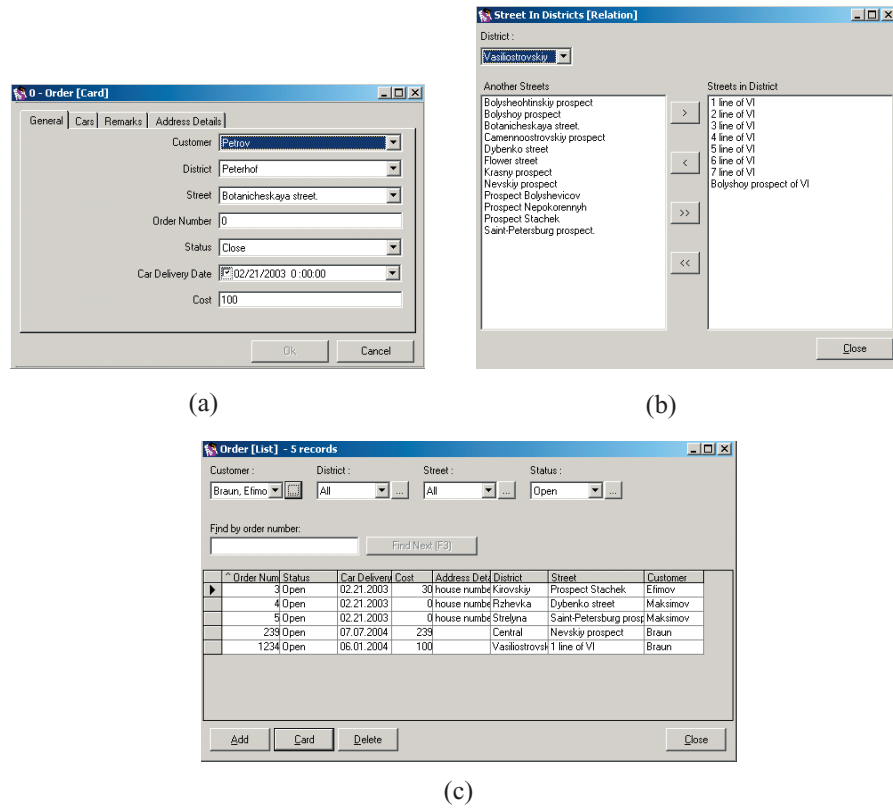 0 - Order [Card]
General Cars Remarks Address Details
Customer Petrov
District Peterhof
Street Botanicheskaya street.
Order Number 0
Status Close
Car Delivery Date 02/21/2003 0 :00:00
Cost 100
Ok Cancel
(a)
Street In Districts [Relation]
District :
Vasiliostrovskiy
Another Streets
Bolysheohtinskiy prospect
Bolyshoy prospect
Botanicheskaya street.
Camennoostrovskiy prospect
Dybenko street
Flower street
Krasny prospect
Nevskiy prospect
Prospect Bolyshevicov
Prospect Nepokorennyh
Prospect Stachek
Saint-Petersburg prospect.
>
<
>>
<<
Streets in District
1 line of VI
2 line of VI
3 line of VI
4 line of VI
5 line of VI
6 line of VI
7 line of VI
Bolyshoy prospect of VI
Close
(b)
Order [List] - 5 records
Customer : District : Street : Status :
Braun, Efimo ... All ... All ... Open ...
Find by order number:
Find Next (F3)
^ Order Num Status Car Delivery Cost Address Deta District Street Customer
3 Open 02.21.2003 30 house numbe Kirovskiy Prospect Stachek Efimov
4 Open 02.21.2003 0 house numbe Rzhevka Dybenko street Maksimov
5 Open 02.21.2003 0 house numbe Strelyna Saint-Petersburg prosp Maksimov
239 Open 07.07.2004 239 Central Nevskiy prospect Braun
1234 Open 06.01.2004 100 Vasiliostrovsk 1 line of VI Braun
Add Card Delete Close
(c)